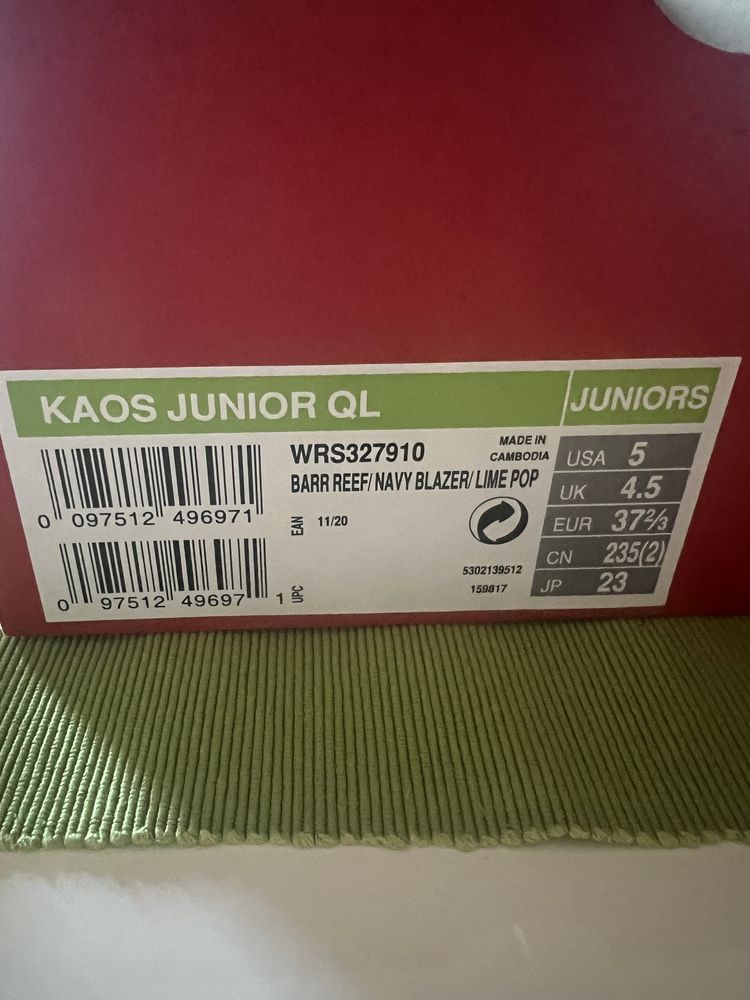 KAOS JUNIOR QL
JUNIORS
WRS327910
MADE IN
CAMBODIA
BARR REEF/ NAVY BLAZER/ LIME POP
0 097512 496971
EAN
11/20
0 97512 49697 1
UPC
5302139512
159817
USA 5
UK 4.5
EUR 37⅔
CN 235(2)
JP 23